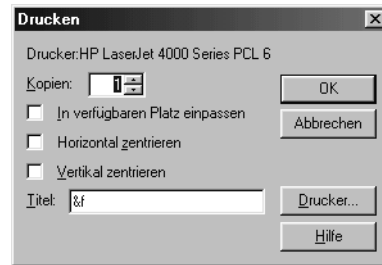 Drucken
Drucker:HP LaserJet 4000 Series PCL 6
Kopien: 1
OK
In verfügbaren Platz einpassen
Abbrechen
Horizontal zentrieren
Vertikal zentrieren
Titel: &f
Drucker...
Hilfe